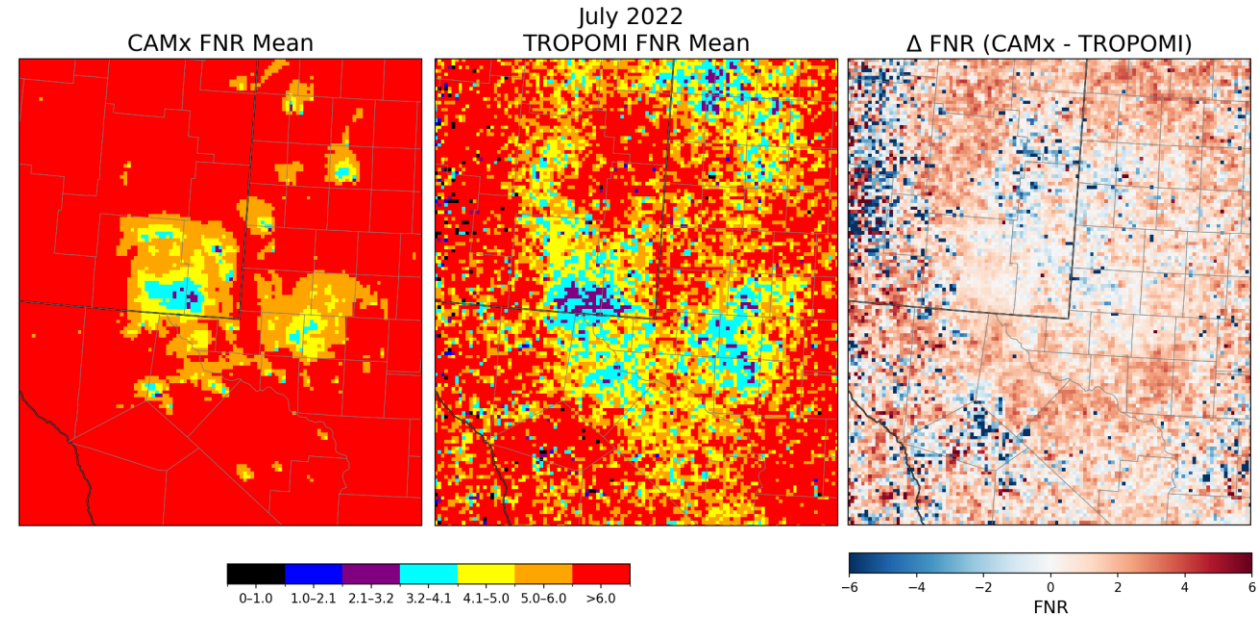 July 2022
CAMx FNR Mean
TROPOMI FNR Mean
Δ FNR (CAMx - TROPOMI)
0–1.0 1.0–2.1 2.1–3.2 3.2–4.1 4.1–5.0 5.0–6.0 >6.0
−6 −4 −2 0 2 4 6
FNR